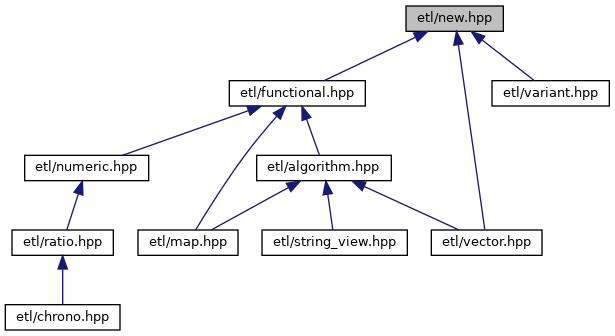 etl/new.hpp
etl/functional.hpp
etl/variant.hpp
etl/numeric.hpp
etl/algorithm.hpp
etl/ratio.hpp
etl/map.hpp
etl/string_view.hpp
etl/vector.hpp
etl/chrono.hpp